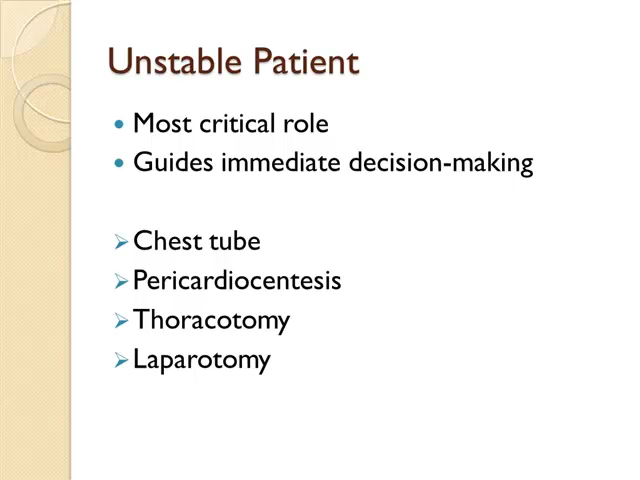 Unstable Patient
• Most critical role
• Guides immediate decision-making
➢ Chest tube
➢ Pericardiocentesis
➢ Thoracotomy
➢ Laparotomy